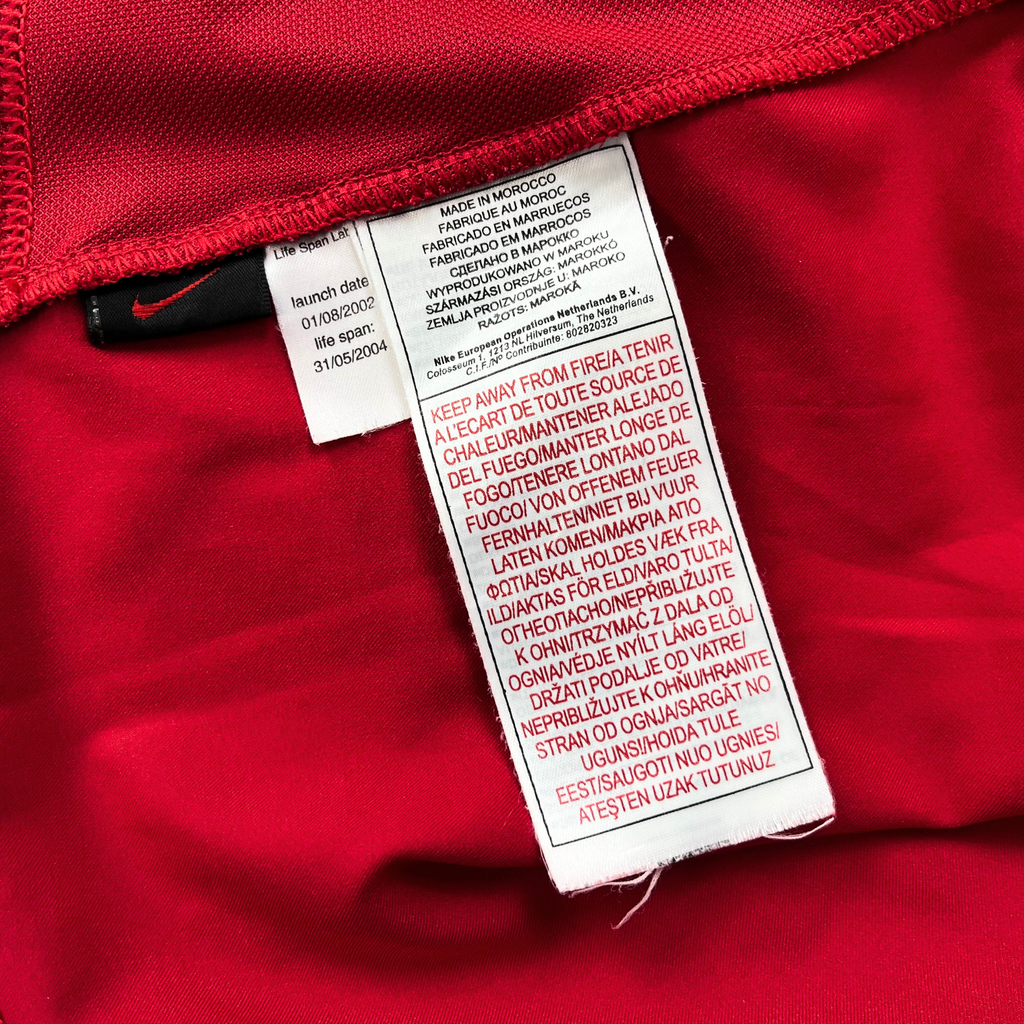 Life Span Lab
launch date
01/08/2002
life span:
31/05/2004
MADE IN MOROCCO
FABRIQUE AU MAROC
FABRICADO EN MARRUECOS
FABRICADO EM MARROCOS
СДЕЛАНО В МАРОККО
WYPRODUKOWANO W MAROKU
SZÁRMAZÁSI ORSZÁG: MAROKKÓ
ZEMLJA PROIZVODNJE U: MAROKO
RAŽOTS: MAROKĀ
Nike European Operations Netherlands B.V.
Colosseum 1, 1213 NL Hilversum, The Netherlands
C.I.F./Nº Contribuinte: 802820323
KEEP AWAY FROM FIRE/A TENIR
A L'ECART DE TOUTE SOURCE DE
CHALEUR/MANTENER ALEJADO
DEL FUEGO/MANTER LONGE DE
FOGO/TENERE LONTANO DAL
FUOCO/ VON OFFENEM FEUER
FERNHALTEN/NIET BIJ VUUR
LATEN KOMEN/ΜΑΚΡΙΑ ΑΤΙΟ
ΦΩΤΙΑ/SKAL HOLDES VÆK FRA
ILD/AKTAS FÖR ELD/VARO TULTA/
ОГНЕОПАСНО/NEPŘIBLIŽUJTE
K OHNI/TRZYMAĆ Z DALA OD
OGNIA/VÉDJE NYÍLT LÁNG ELÖL/
DRŽATI PODALJE OD VATRE/
NEPRIBLIŽUJTE K OHŇU/HRANITE
STRAN OD OGNJA/SARGĀT NO
UGUNS!/HOIDA TULE
EEST/SAUGOTI NUO UGNIES/
ATEŞTEN UZAK TUTUNUZ